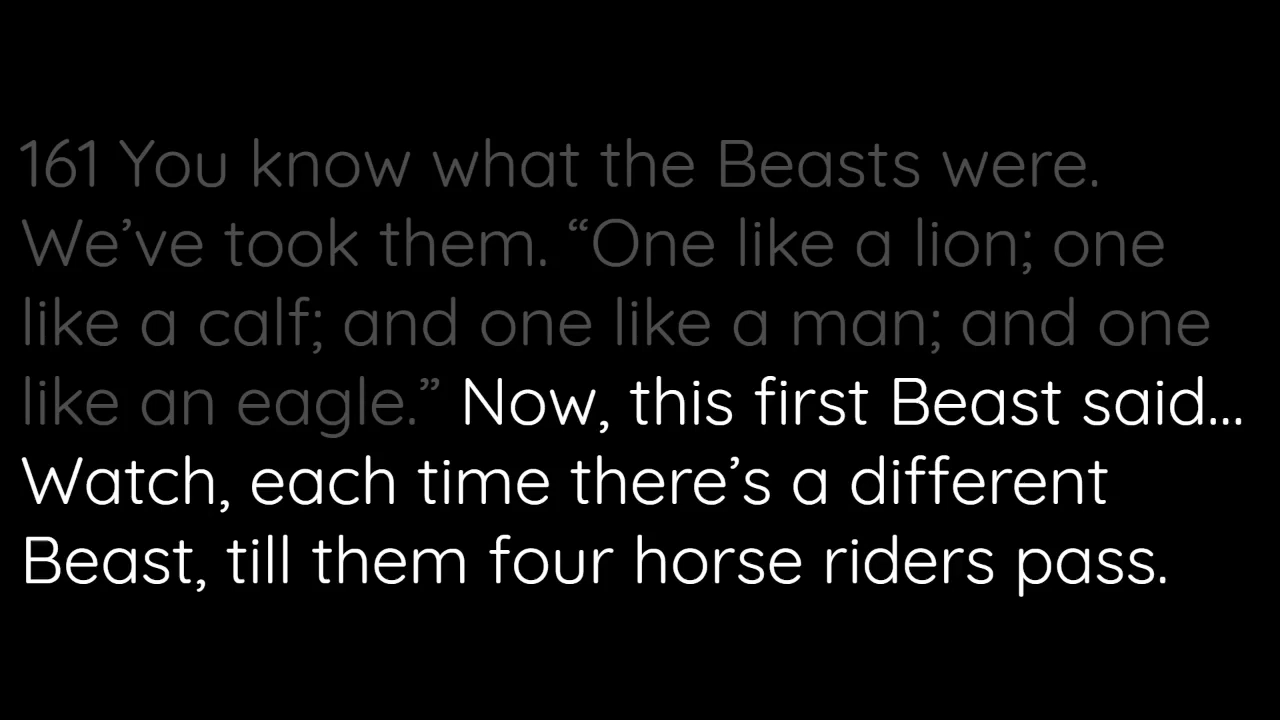 161 You know what the Beasts were.
We’ve took them. “One like a lion; one
like a calf; and one like a man; and one
like an eagle.” Now, this first Beast said...
Watch, each time there’s a different
Beast, till them four horse riders pass.